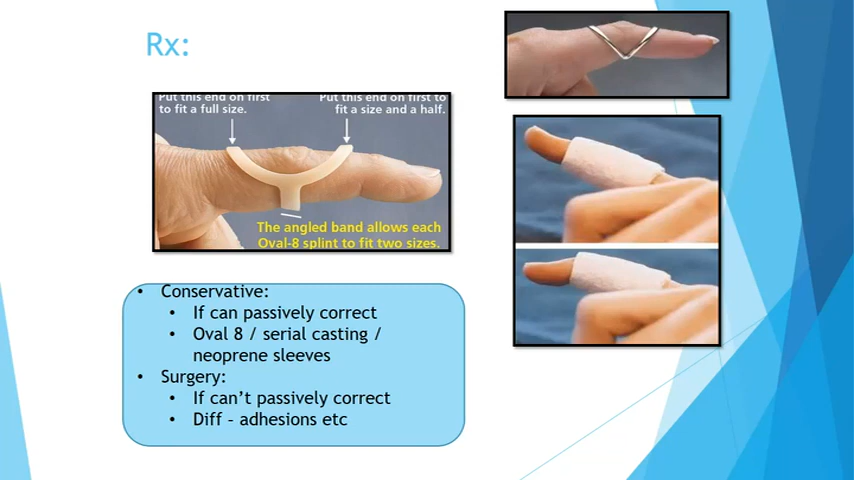 Rx:
Put this end on first
to fit a full size.
Put this end on first to
fit a size and a half.
The angled band allows each
Oval-8 splint to fit two sizes.
• Conservative:
• If can passively correct
• Oval 8 / serial casting /
neoprene sleeves
• Surgery:
• If can’t passively correct
• Diff – adhesions etc